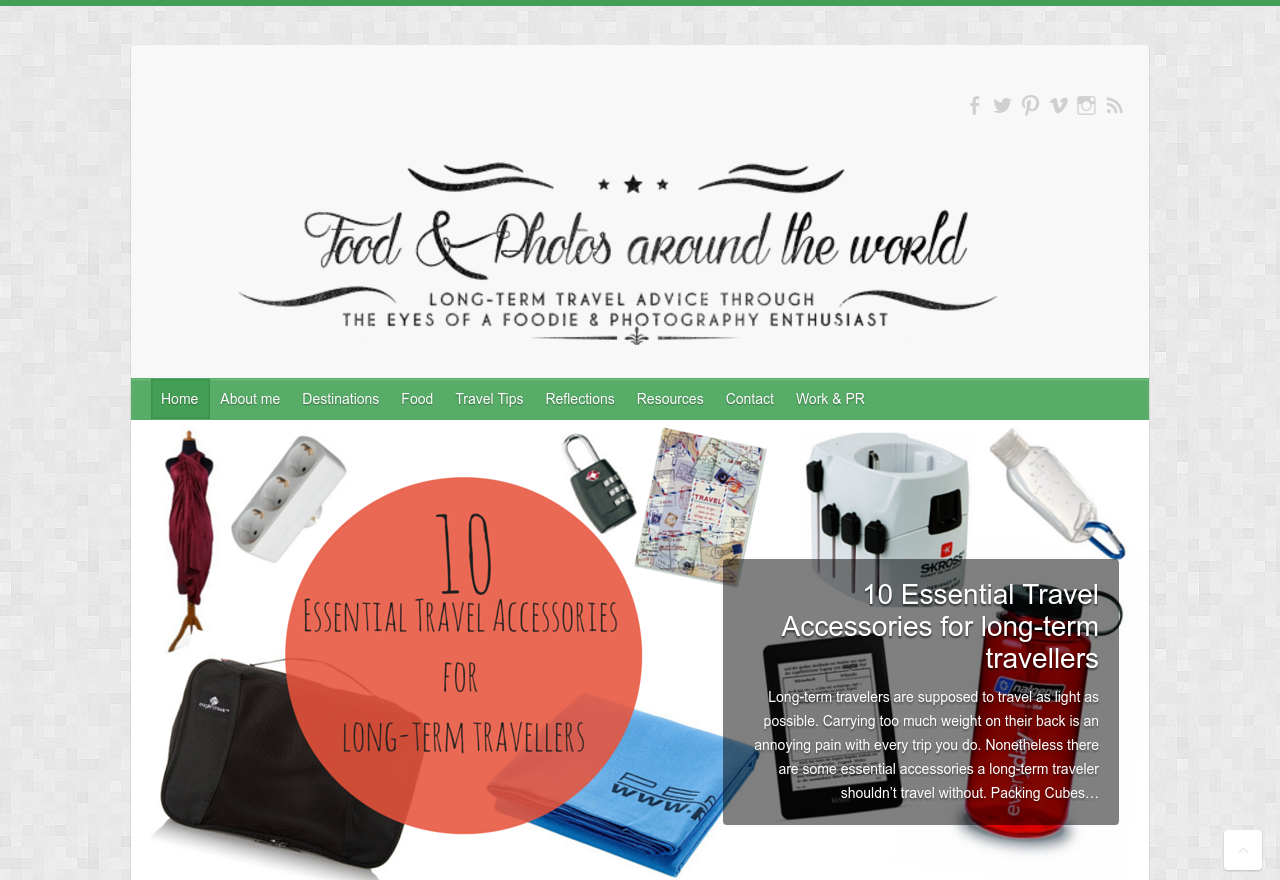 Food & Photos around the world
LONG-TERM TRAVEL ADVICE THROUGH
THE EYES OF A FOODIE & PHOTOGRAPHY ENTHUSIAST
Home About me Destinations Food Travel Tips Reflections Resources Contact Work & PR
10
Essential Travel Accessories
for
long-term travellers
TRAVEL
SKROSS
10 Essential Travel
Accessories for long-term
travellers
Long-term travelers are supposed to travel as light as
possible. Carrying too much weight on their back is an
annoying pain with every trip you do. Nonetheless there
are some essential accessories a long-term traveler
shouldn't travel without. Packing Cubes…
nalgene
everyday